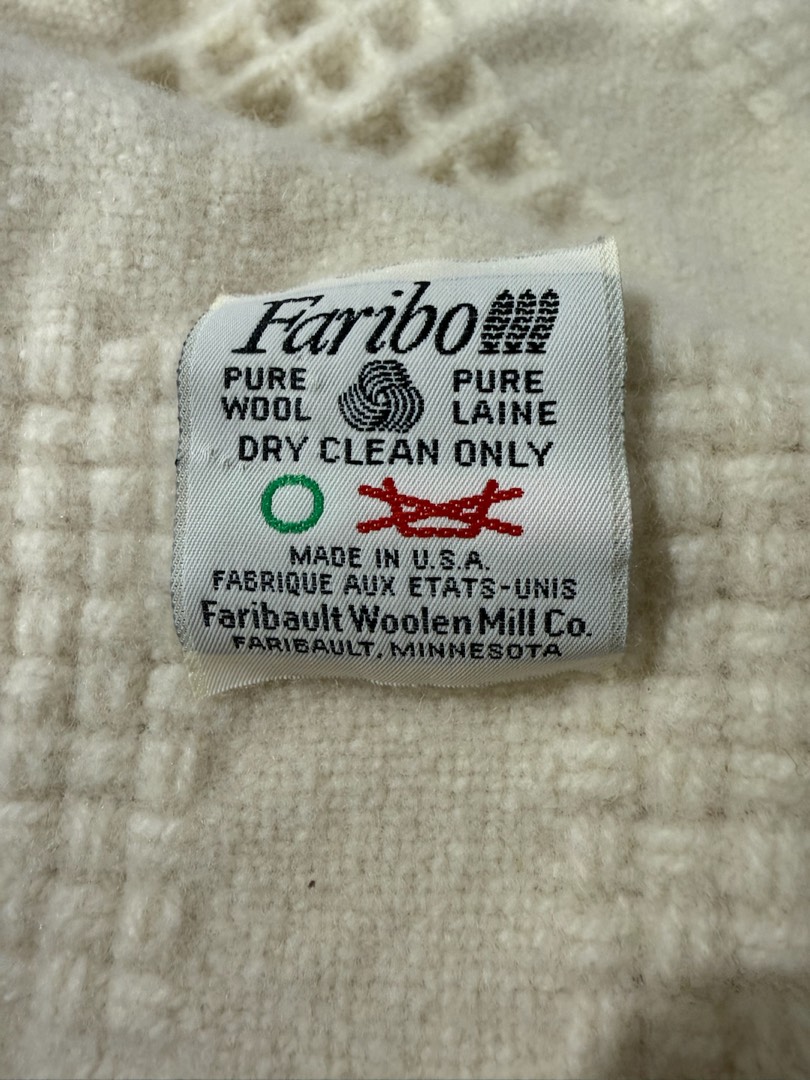 Faribo
PURE WOOL PURE LAINE
DRY CLEAN ONLY
MADE IN U.S.A.
FABRIQUE AUX ETATS-UNIS
Faribault Woolen Mill Co.
FARIBAULT, MINNESOTA